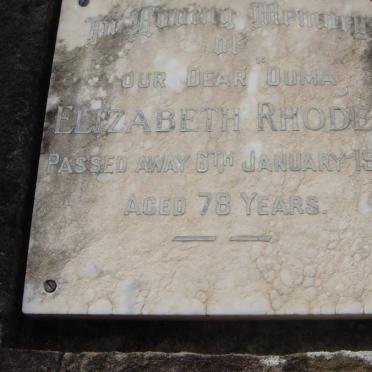 In Loving Memory
OF
OUR DEAR "OUMA"
ELIZABETH RHODE
PASSED AWAY 6TH JANUARY 19
AGED 78 YEARS.